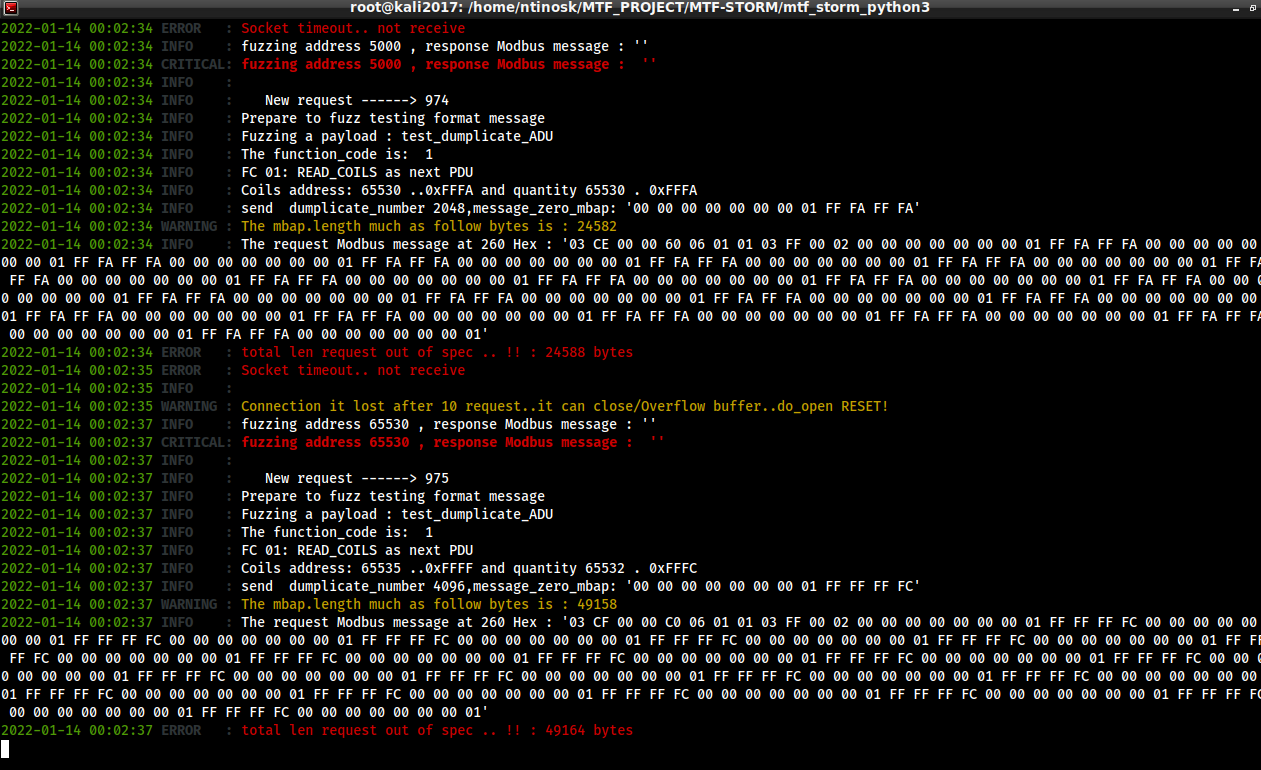 root@kali2017: /home/ntinosk/MTF_PROJECT/MTF-STORM/mtf_storm_python3
2022-01-14 00:02:34 ERROR : Socket timeout.. not receive
2022-01-14 00:02:34 INFO : fuzzing address 5000 , response Modbus message : ''
2022-01-14 00:02:34 CRITICAL: fuzzing address 5000 , response Modbus message : ''
2022-01-14 00:02:34 INFO :
2022-01-14 00:02:34 INFO : New request ------> 974
2022-01-14 00:02:34 INFO : Prepare to fuzz testing format message
2022-01-14 00:02:34 INFO : Fuzzing a payload : test_dumplicate_ADU
2022-01-14 00:02:34 INFO : The function_code is: 1
2022-01-14 00:02:34 INFO : FC 01: READ_COILS as next PDU
2022-01-14 00:02:34 INFO : Coils address: 65530 ..0xFFFA and quantity 65530 . 0xFFFA
2022-01-14 00:02:34 INFO : send dumplicate_number 2048,message_zero_mbap: '00 00 00 00 00 00 00 01 FF FA FF FA'
2022-01-14 00:02:34 WARNING : The mbap.length much as follow bytes is : 24582
2022-01-14 00:02:34 INFO : The request Modbus message at 260 Hex : '03 CE 00 00 60 06 01 01 03 FF 00 02 00 00 00 00 00 00 00 01 FF FA FF FA 00 00 00 00 00
00 00 01 FF FA FF FA 00 00 00 00 00 00 00 01 FF FA FF FA 00 00 00 00 00 00 00 01 FF FA FF FA 00 00 00 00 00 00 00 01 FF FA FF FA 00 00 00 00 00 00 00 01 FF FA
FF FA 00 00 00 00 00 00 00 01 FF FA FF FA 00 00 00 00 00 00 00 01 FF FA FF FA 00 00 00 00 00 00 00 01 FF FA FF FA 00 00 00 00 00 00 00 01 FF FA FF FA 00 00 0
0 00 00 00 00 01 FF FA FF FA 00 00 00 00 00 00 00 01 FF FA FF FA 00 00 00 00 00 00 00 01 FF FA FF FA 00 00 00 00 00 00 00 01 FF FA FF FA 00 00 00 00 00 00 00
01 FF FA FF FA 00 00 00 00 00 00 00 01 FF FA FF FA 00 00 00 00 00 00 00 01 FF FA FF FA 00 00 00 00 00 00 00 01 FF FA FF FA 00 00 00 00 00 00 00 01 FF FA FF FA
00 00 00 00 00 00 00 01 FF FA FF FA 00 00 00 00 00 00 00 01'
2022-01-14 00:02:34 ERROR : total len request out of spec .. !! : 24588 bytes
2022-01-14 00:02:35 ERROR : Socket timeout.. not receive
2022-01-14 00:02:35 INFO :
2022-01-14 00:02:35 WARNING : Connection it lost after 10 request..it can close/Overflow buffer..do_open RESET!
2022-01-14 00:02:37 INFO : fuzzing address 65530 , response Modbus message : ''
2022-01-14 00:02:37 CRITICAL: fuzzing address 65530 , response Modbus message : ''
2022-01-14 00:02:37 INFO :
2022-01-14 00:02:37 INFO : New request ------> 975
2022-01-14 00:02:37 INFO : Prepare to fuzz testing format message
2022-01-14 00:02:37 INFO : Fuzzing a payload : test_dumplicate_ADU
2022-01-14 00:02:37 INFO : The function_code is: 1
2022-01-14 00:02:37 INFO : FC 01: READ_COILS as next PDU
2022-01-14 00:02:37 INFO : Coils address: 65535 ..0xFFFF and quantity 65532 . 0xFFFC
2022-01-14 00:02:37 INFO : send dumplicate_number 4096,message_zero_mbap: '00 00 00 00 00 00 00 01 FF FF FF FC'
2022-01-14 00:02:37 WARNING : The mbap.length much as follow bytes is : 49158
2022-01-14 00:02:37 INFO : The request Modbus message at 260 Hex : '03 CF 00 00 C0 06 01 01 03 FF 00 02 00 00 00 00 00 00 00 01 FF FF FF FC 00 00 00 00 00
00 00 01 FF FF FF FC 00 00 00 00 00 00 00 01 FF FF FF FC 00 00 00 00 00 00 00 01 FF FF FF FC 00 00 00 00 00 00 00 01 FF FF FF FC 00 00 00 00 00 00 00 01 FF FF
FF FC 00 00 00 00 00 00 00 01 FF FF FF FC 00 00 00 00 00 00 00 01 FF FF FF FC 00 00 00 00 00 00 00 01 FF FF FF FC 00 00 00 00 00 00 00 01 FF FF FF FC 00 00 0
0 00 00 00 00 01 FF FF FF FC 00 00 00 00 00 00 00 01 FF FF FF FC 00 00 00 00 00 00 00 01 FF FF FF FC 00 00 00 00 00 00 00 01 FF FF FF FC 00 00 00 00 00 00 00
01 FF FF FF FC 00 00 00 00 00 00 00 01 FF FF FF FC 00 00 00 00 00 00 00 01 FF FF FF FC 00 00 00 00 00 00 00 01 FF FF FF FC 00 00 00 00 00 00 00 01 FF FF FF FC
00 00 00 00 00 00 00 01 FF FF FF FC 00 00 00 00 00 00 00 01'
2022-01-14 00:02:37 ERROR : total len request out of spec .. !! : 49164 bytes